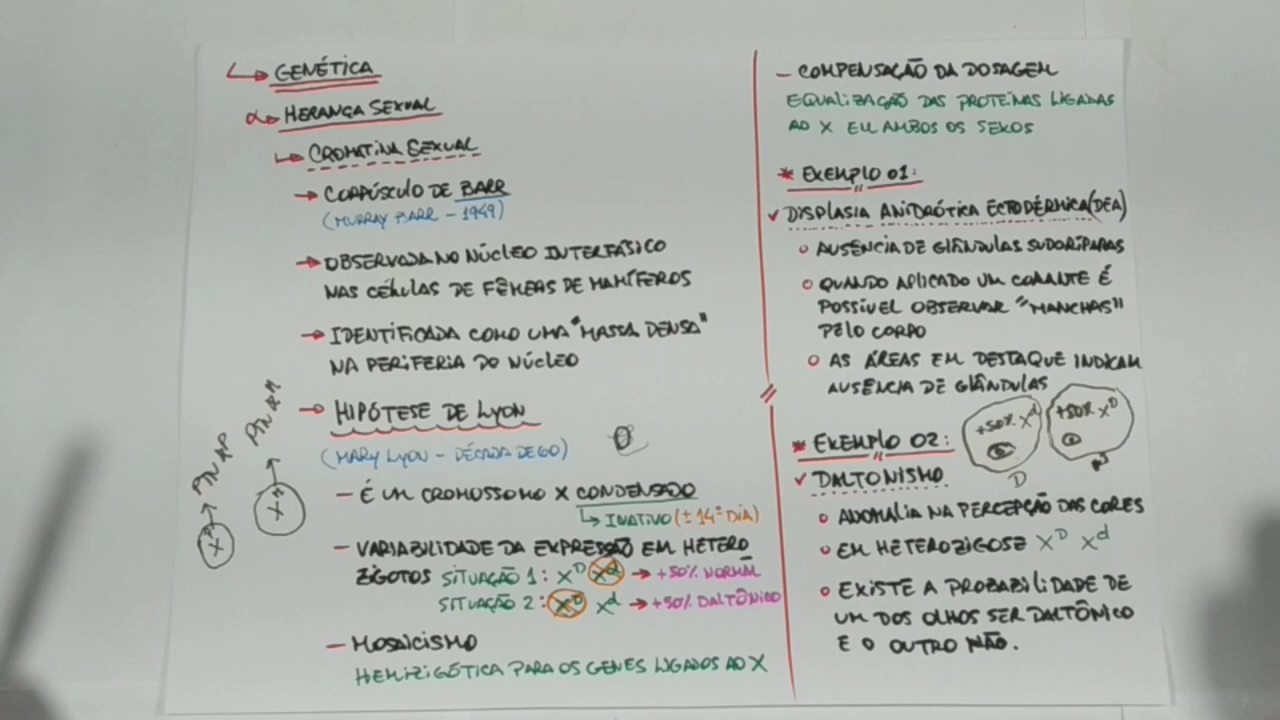 GENÉTICA
HERANÇA SEXUAL
CROMATINA SEXUAL
CORPÚSCULO DE BARR
(MURRAY BARR - 1949)
OBSERVADA NO NÚCLEO INTERFÁSICO
NAS CÉLULAS DE FÊMEAS DE MAMÍFEROS
IDENTIFICADA COMO UMA "MASSA DENSA"
NA PERIFERIA DO NÚCLEO
HIPÓTESE DE LYON
(MARY LYON - DÉCADA DE 60)
- É UM CROMOSSOMO X CONDENSADO
INATIVO (± 14º DIA)
- VARIABILIDADE DA EXPRESSÃO EM HETERO
ZIGOTOS SITUAÇÃO 1: X^D X^d → +50% NORMAL
SITUAÇÃO 2: X^D X^d → +50% DALTÔNICO
- MOSAICISMO
HEMIZIGÓTICA PARA OS GENES LIGADOS AO X
- COMPENSAÇÃO DA DOSAGEM
EQUALIZAÇÃO DAS PROTEÍNAS LIGADAS
AO X EM AMBOS OS SEXOS
* EXEMPLO 01:
✓ DISPLASIA ANIDRÓTICA ECTODÉRMICA (DEA)
AUSÊNCIA DE GLÂNDULAS SUDORÍPARAS
QUANDO APLICADO UM CORANTE É
POSSÍVEL OBSERVAR "MANCHAS"
PELO CORPO
AS ÁREAS EM DESTAQUE INDICAM
AUSÊNCIA DE GLÂNDULAS
+50% X^d
+50% X^D
D
* EXEMPLO 02:
✓ DALTONISMO
ANOMALIA NA PERCEPÇÃO DAS CORES
EM HETEROZIGOSE X^D X^d
EXISTE A PROBABILIDADE DE
UM DOS OLHOS SER DALTÔNICO
E O OUTRO NÃO.